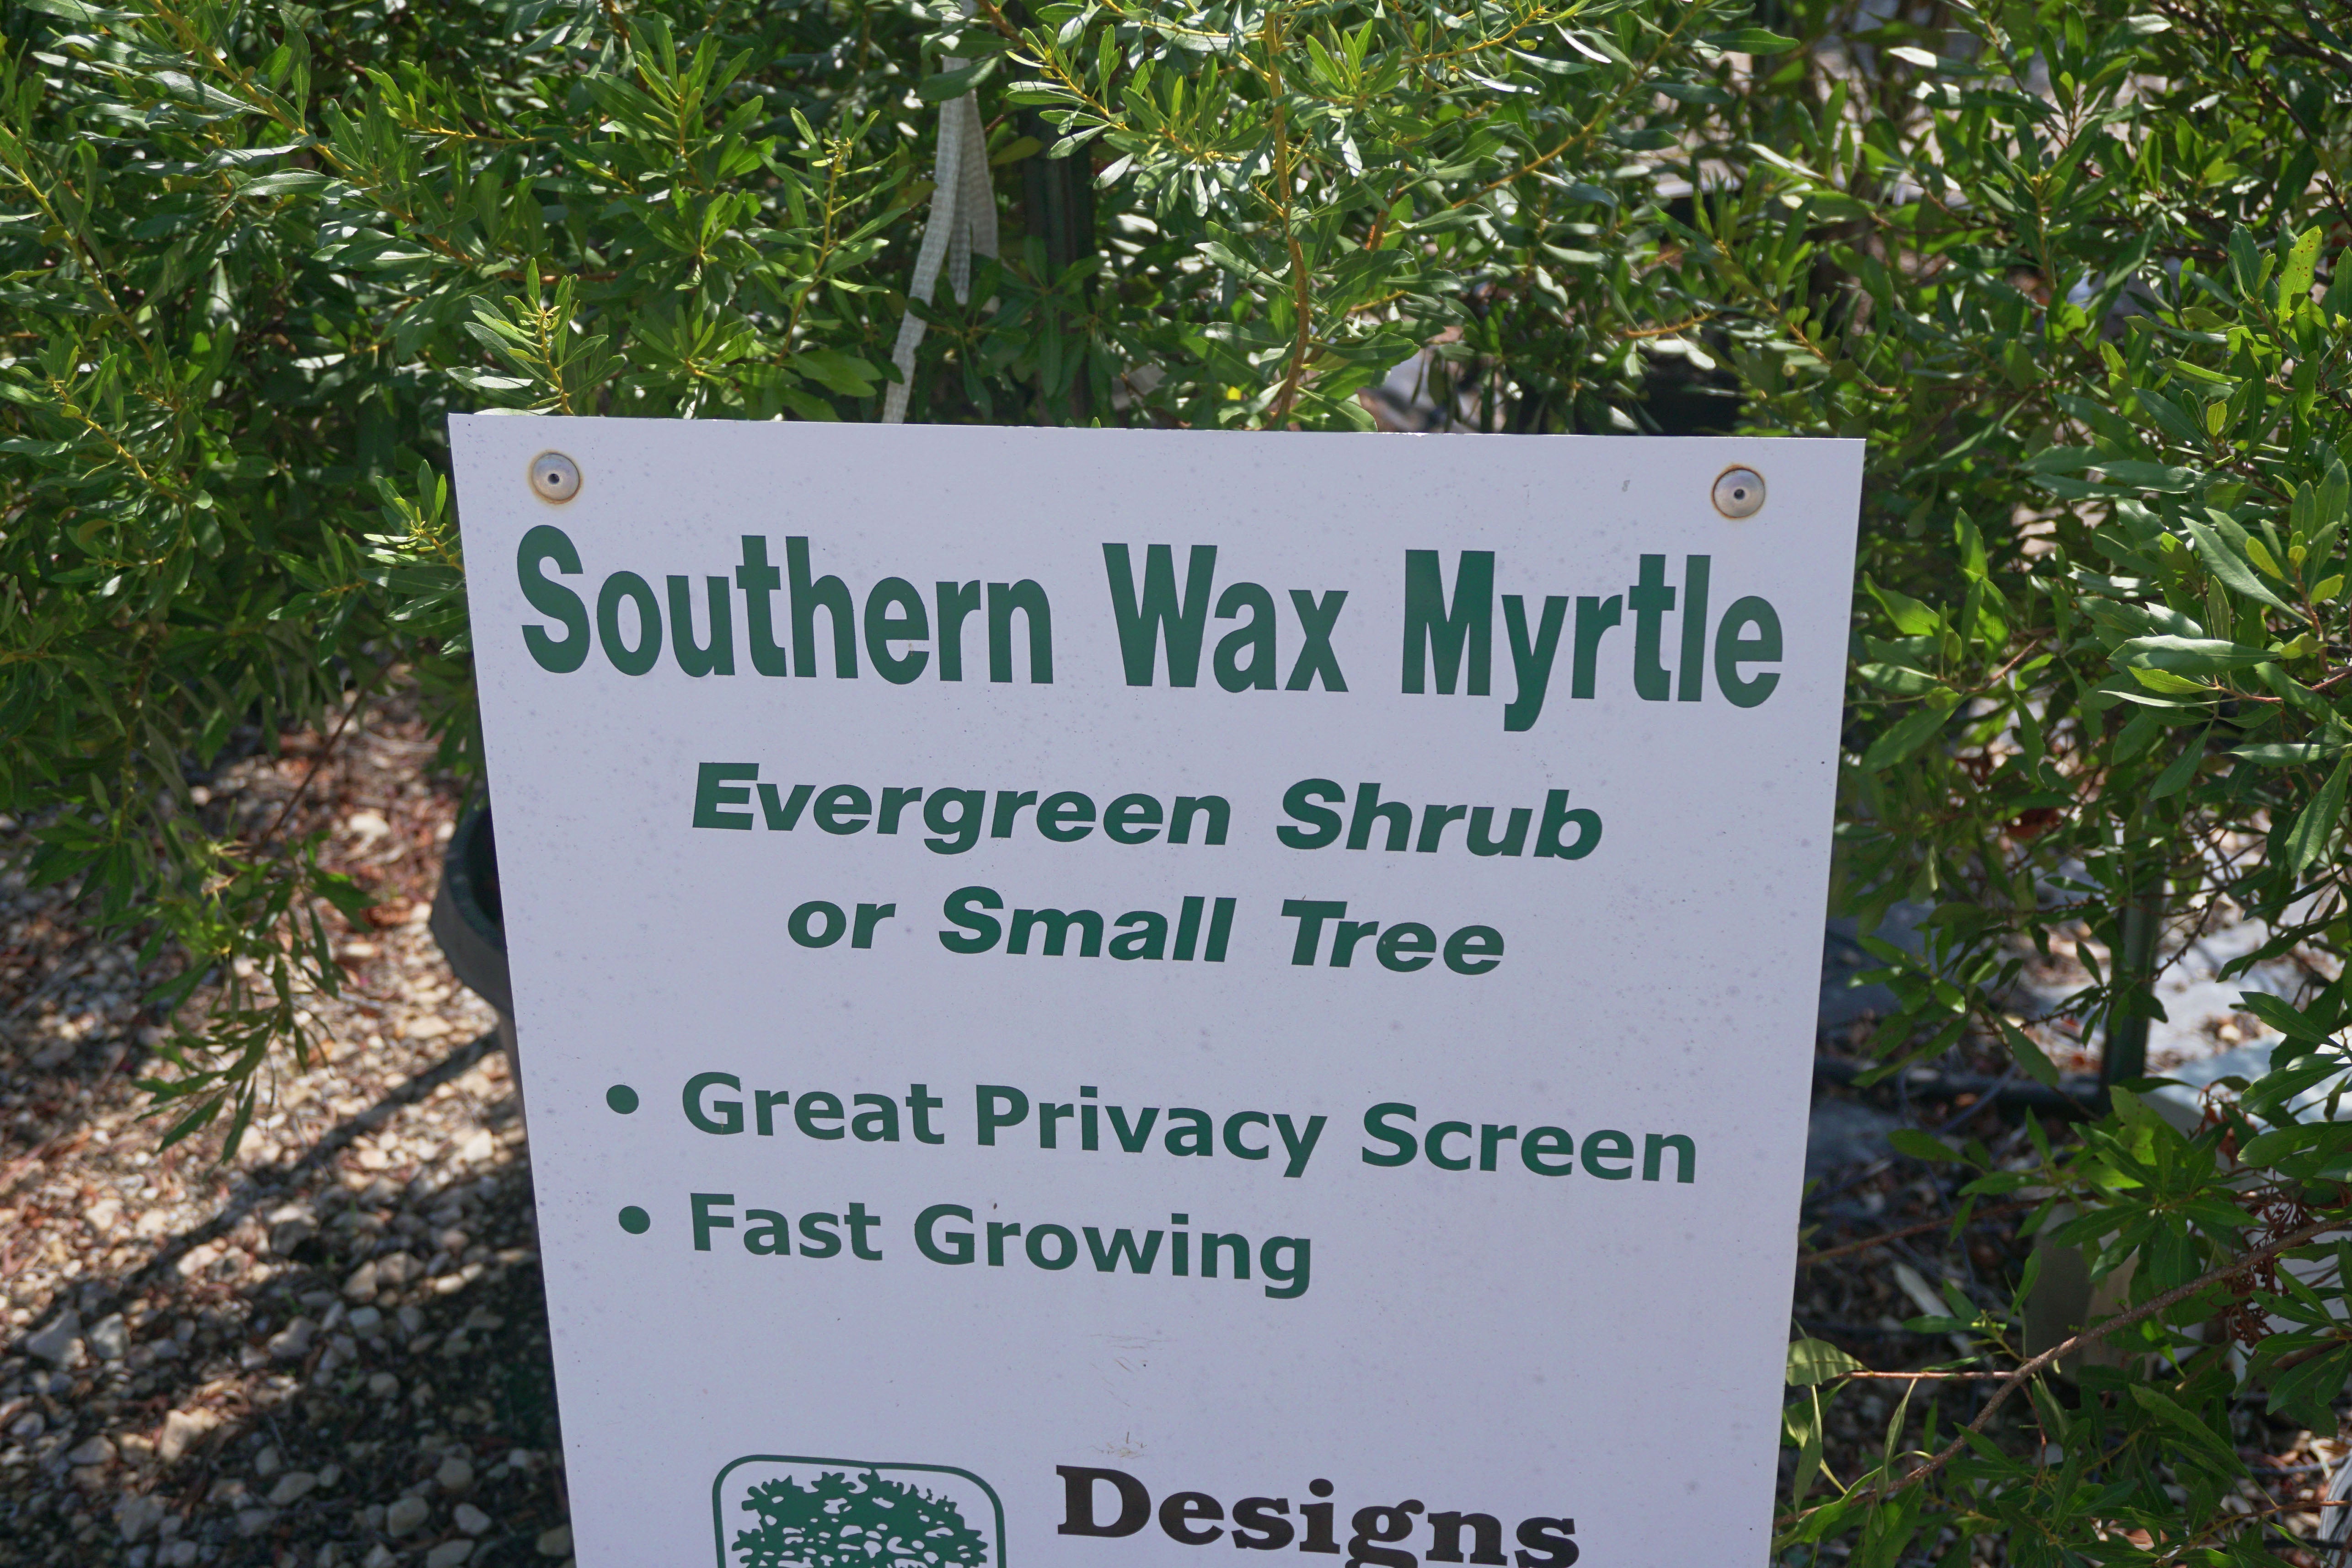 Southern Wax Myrtle
Evergreen Shrub
or Small Tree
• Great Privacy Screen
• Fast Growing
Designs